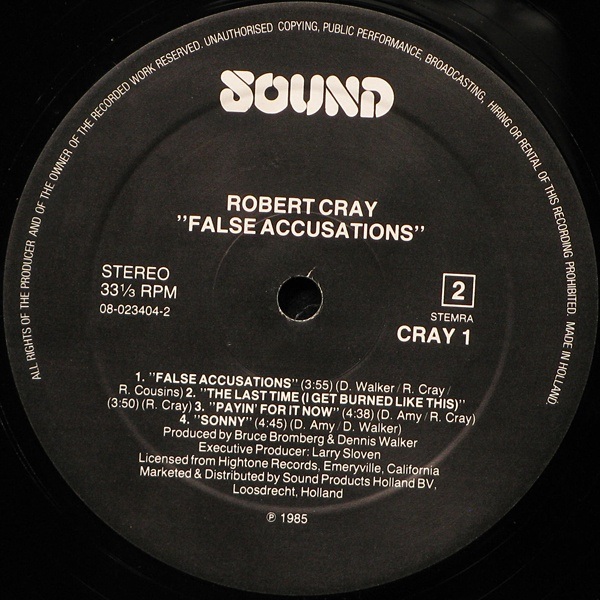 ALL RIGHTS OF THE PRODUCER AND OF THE OWNER OF THE RECORDED WORK RESERVED. UNAUTHORISED COPYING, PUBLIC PERFORMANCE, BROADCASTING, HIRING OR RENTAL OF THIS RECORDING PROHIBITED. MADE IN HOLLAND.
SOUND
ROBERT CRAY
"FALSE ACCUSATIONS"
STEREO
33 1/3 RPM
08-023404-2
2
STEMRA
CRAY 1
1. "FALSE ACCUSATIONS" (3:55) (D. Walker / R. Cray /
R. Cousins) 2. "THE LAST TIME (I GET BURNED LIKE THIS)"
(3:50) (R. Cray) 3. "PAYIN' FOR IT NOW" (4:38) (D. Amy / R. Cray)
4. "SONNY" (4:45) (D. Amy / D. Walker)
Produced by Bruce Bromberg & Dennis Walker
Executive Producer: Larry Sloven
Licensed from Hightone Records, Emeryville, California
Marketed & Distributed by Sound Products Holland BV,
Loosdrecht, Holland
℗ 1985